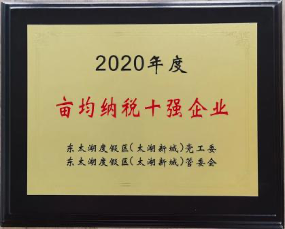 2020年度
亩均纳税十强企业
东太湖度假区(太湖新城)党工委
东太湖度假区(太湖新城)管委会